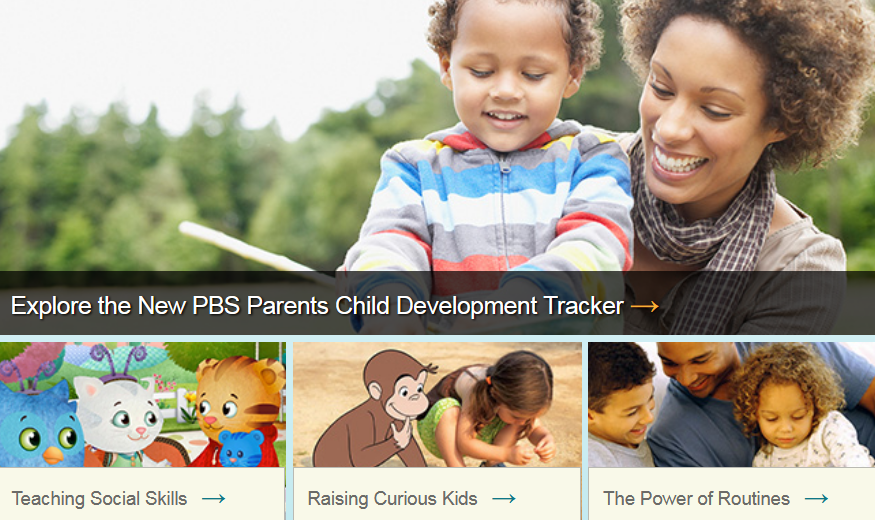 Explore the New PBS Parents Child Development Tracker →
Teaching Social Skills →
Raising Curious Kids →
The Power of Routines →